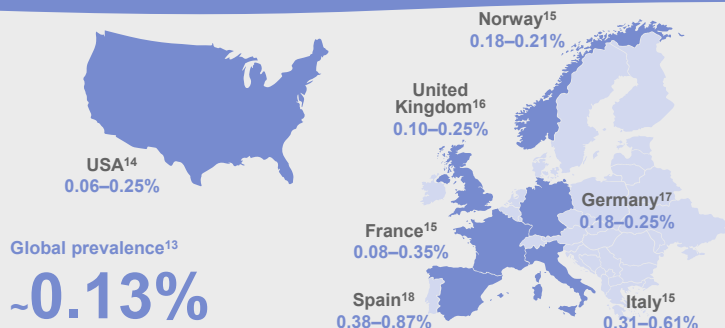 Norway¹⁵
0.18–0.21%
United
Kingdom¹⁶
0.10–0.25%
USA¹⁴
0.06–0.25%
Germany¹⁷
0.18–0.25%
France¹⁵
0.08–0.35%
Global prevalence¹³
~0.13%
Spain¹⁸
0.38–0.87%
Italy¹⁵
0.31–0.61%